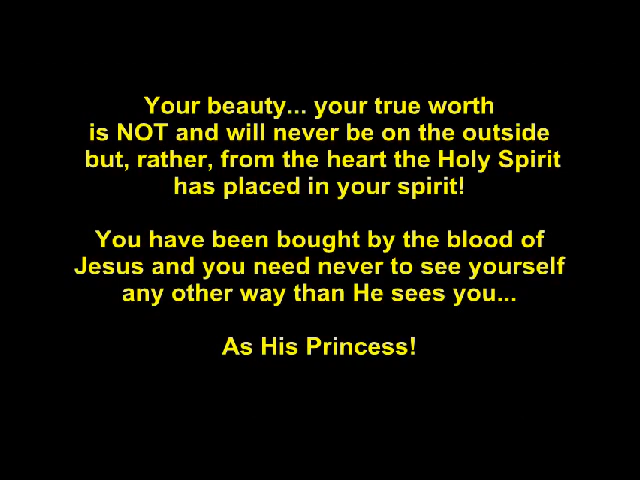 Your beauty... your true worth
is NOT and will never be on the outside
but, rather, from the heart the Holy Spirit
has placed in your spirit!
You have been bought by the blood of
Jesus and you need never to see yourself
any other way than He sees you...
As His Princess!